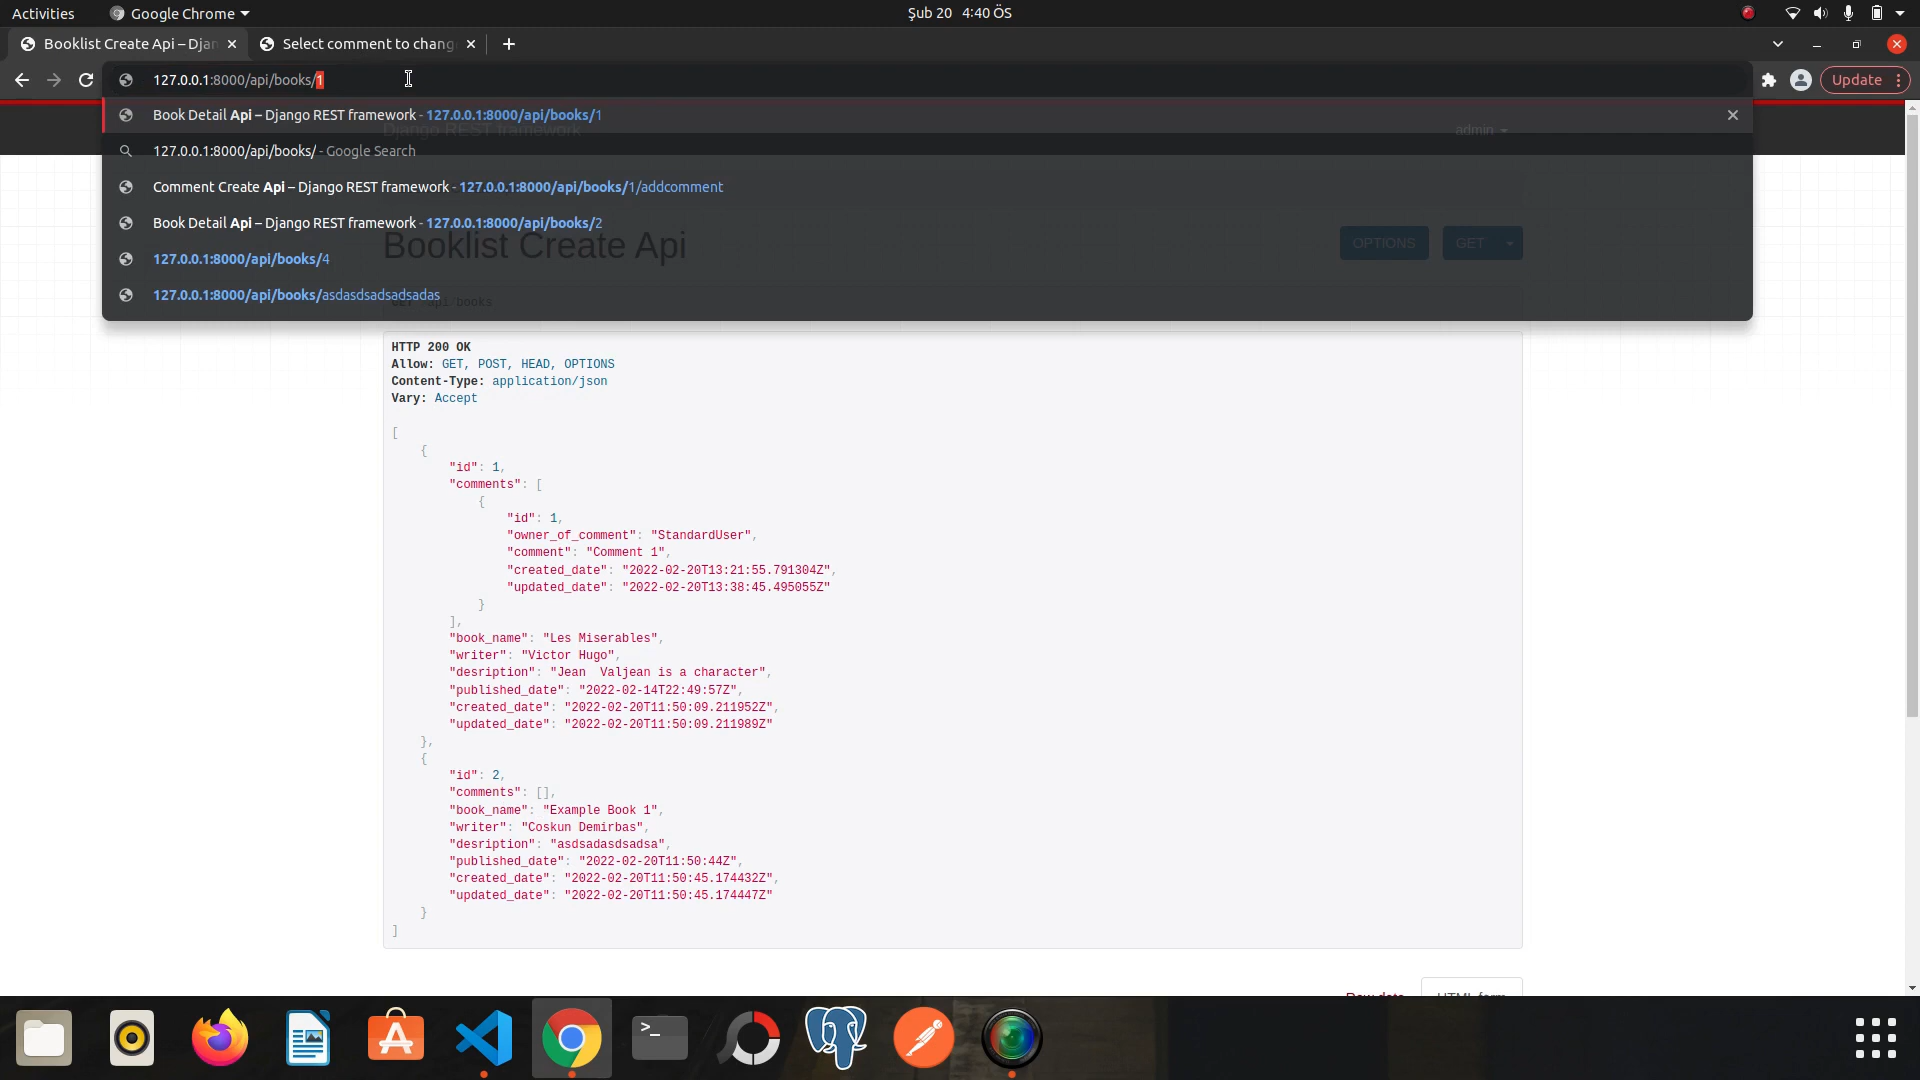 Activities Google Chrome Şub 20 4:40 ÖS
Booklist Create Api – Djan Select comment to chang
127.0.0.1:8000/api/books/1 Update
Book Detail Api – Django REST framework - 127.0.0.1:8000/api/books/1
Django REST framework admin
127.0.0.1:8000/api/books/ - Google Search
Comment Create Api – Django REST framework - 127.0.0.1:8000/api/books/1/addcomment
Book Detail Api – Django REST framework - 127.0.0.1:8000/api/books/2
Booklist Create Api OPTIONS GET
127.0.0.1:8000/api/books/4
127.0.0.1:8000/api/books/asdasdsadsadsadas
books
HTTP 200 OK
Allow: GET, POST, HEAD, OPTIONS
Content-Type: application/json
Vary: Accept
[
{
"id": 1,
"comments": [
{
"id": 1,
"owner_of_comment": "StandardUser",
"comment": "Comment 1",
"created_date": "2022-02-20T13:21:55.791304Z",
"updated_date": "2022-02-20T13:38:45.495055Z"
}
],
"book_name": "Les Miserables",
"writer": "Victor Hugo",
"desription": "Jean  Valjean is a character",
"published_date": "2022-02-14T22:49:57Z",
"created_date": "2022-02-20T11:50:09.211952Z",
"updated_date": "2022-02-20T11:50:09.211989Z"
},
{
"id": 2,
"comments": [],
"book_name": "Example Book 1",
"writer": "Coskun Demirbas",
"desription": "asdsadasdsadsa",
"published_date": "2022-02-20T11:50:44Z",
"created_date": "2022-02-20T11:50:45.174432Z",
"updated_date": "2022-02-20T11:50:45.174447Z"
}
]
Raw data HTML form